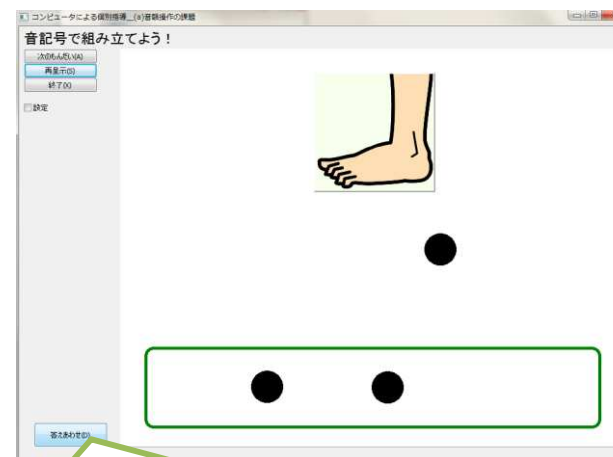 コンピュータによる個別指導_(a)音韻操作の課題
音記号で組み立てよう！
次のもんだい(A)
再呈示(S)
終了(X)
設定
答えあわせ(D)